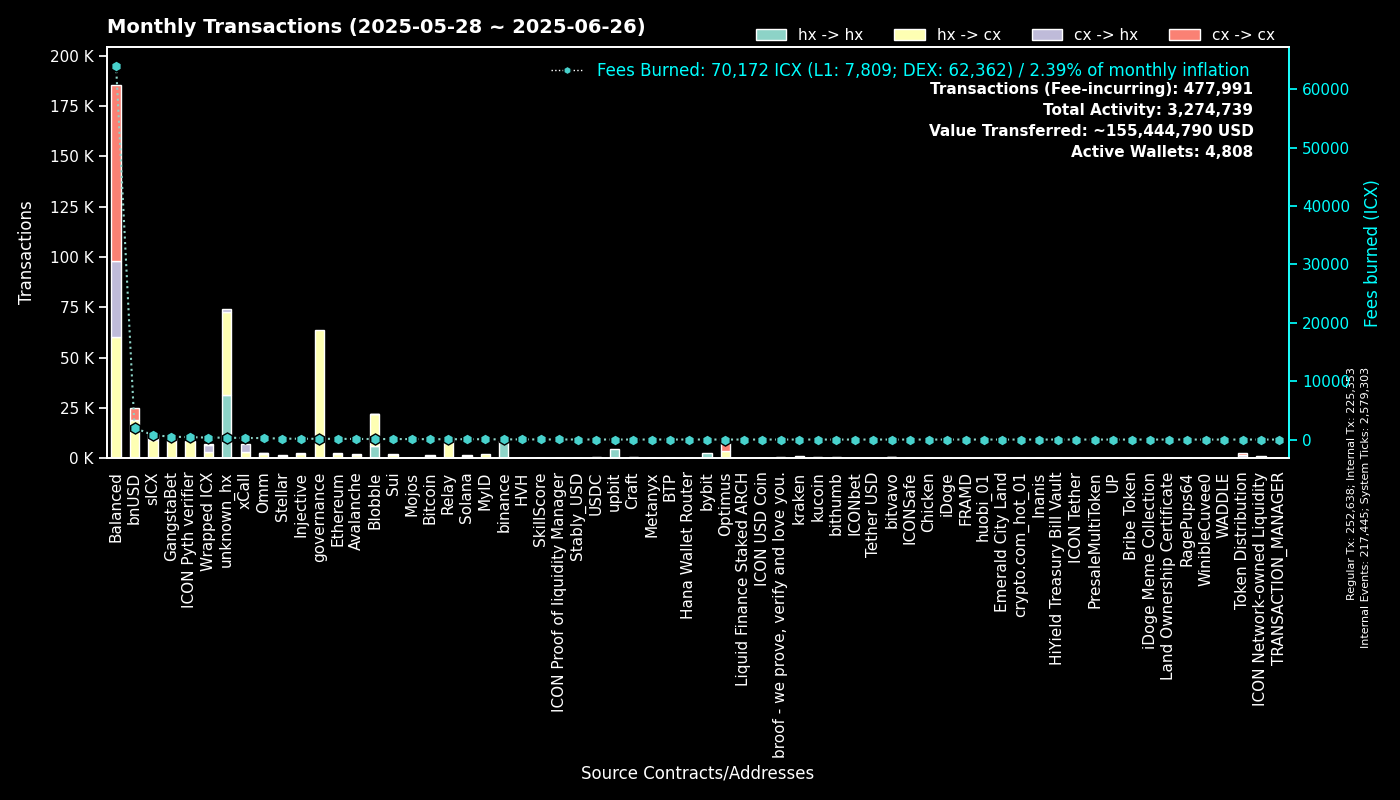 Monthly Transactions (2025-05-28 ~ 2025-06-26)
hx -> hx
hx -> cx
cx -> hx
cx -> cx
Fees Burned: 70,172 ICX (L1: 7,809; DEX: 62,362) / 2.39% of monthly inflation
Transactions (Fee-incurring): 477,991
Total Activity: 3,274,739
Value Transferred: ~155,444,790 USD
Active Wallets: 4,808
Transactions
200 K
175 K
150 K
125 K
100 K
75 K
50 K
25 K
0 K
60000
50000
40000
30000
20000
10000
0
Fees burned (ICX)
Regular Tx: 252,638; Internal Tx: 225,353
Internal Events: 217,445; System Ticks: 2,579,303
Balanced
bnUSD
sICX
GangstaBet
ICON Pyth verifier
Wrapped ICX
unknown_hx
xCall
Omm
Stellar
Injective
governance
Ethereum
Avalanche
Blobble
Sui
Mojos
Bitcoin
Relay
Solana
MyID
binance
HVH
SkillScore
ICON Proof of liquidity Manager
Stably_USD
USDC
upbit
Craft
Metanyx
BTP
Hana Wallet Router
bybit
Optimus
Liquid Finance Staked ARCH
ICON USD Coin
broof - we prove, verify and love you.
kraken
kucoin
bithumb
ICONbet
Tether USD
bitvavo
ICONSafe
Chicken
iDoge
FRAMD
huobi_01
Emerald City Land
crypto.com_hot_01
Inanis
HiYield Treasury Bill Vault
ICON Tether
PresaleMultiToken
UP
Bribe Token
iDoge Meme Collection
Land Ownership Certificate
RagePups64
WinibleCuvee0
WADDLE
Token Distribution
ICON Network-owned Liquidity
TRANSACTION_MANAGER
Source Contracts/Addresses